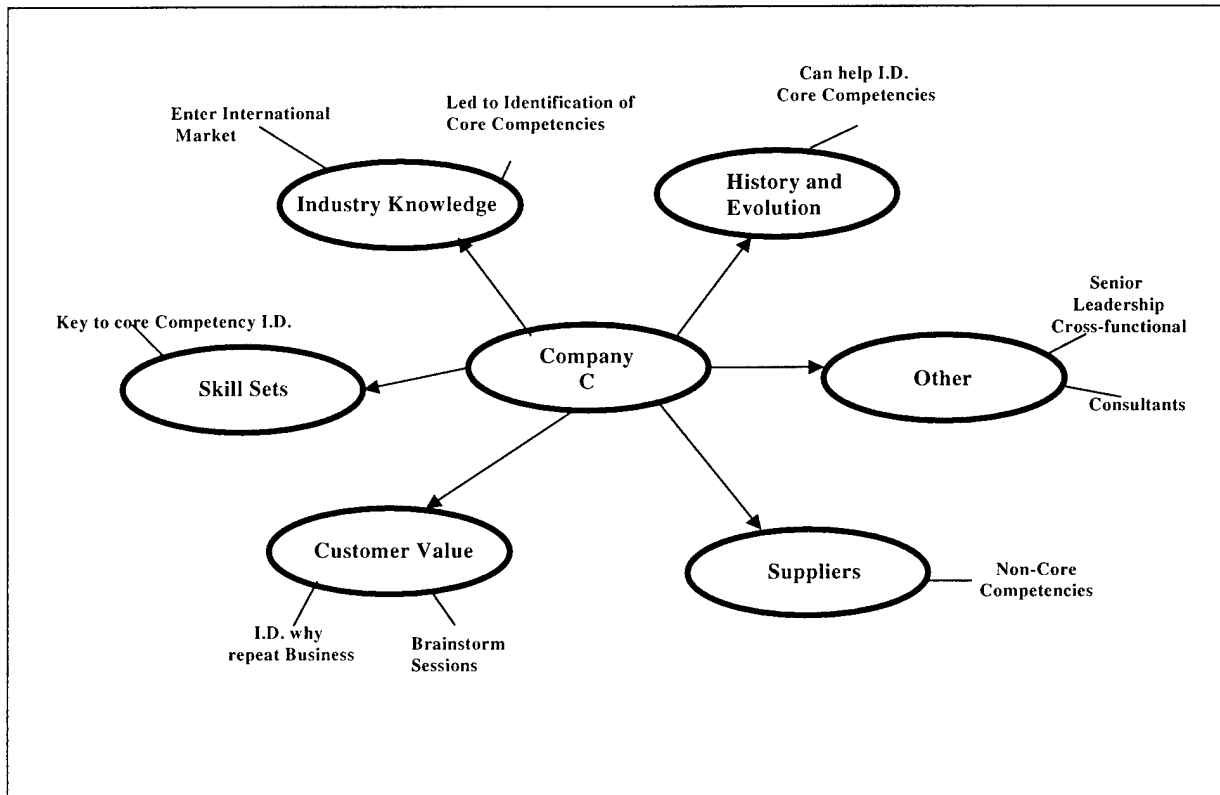 Can help I.D.
Core Competencies
Enter International
Market
Led to Identification of
Core Competencies
Industry Knowledge
History and
Evolution
Key to core Competency I.D.
Skill Sets
Company
C
Senior
Leadership
Cross-functional
Other
Consultants
Customer Value
I.D. why
repeat Business
Brainstorm
Sessions
Suppliers
Non-Core
Competencies